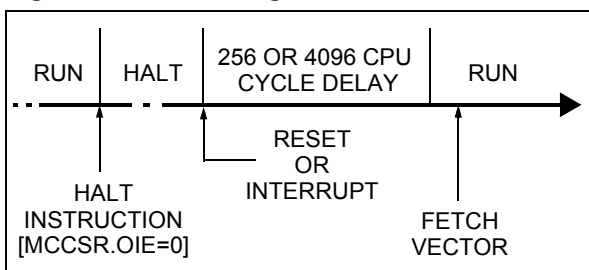 RUN
HALT
256 OR 4096 CPU
CYCLE DELAY
RUN
RESET
OR
INTERRUPT
HALT
INSTRUCTION
[MCCSR.OIE=0]
FETCH
VECTOR